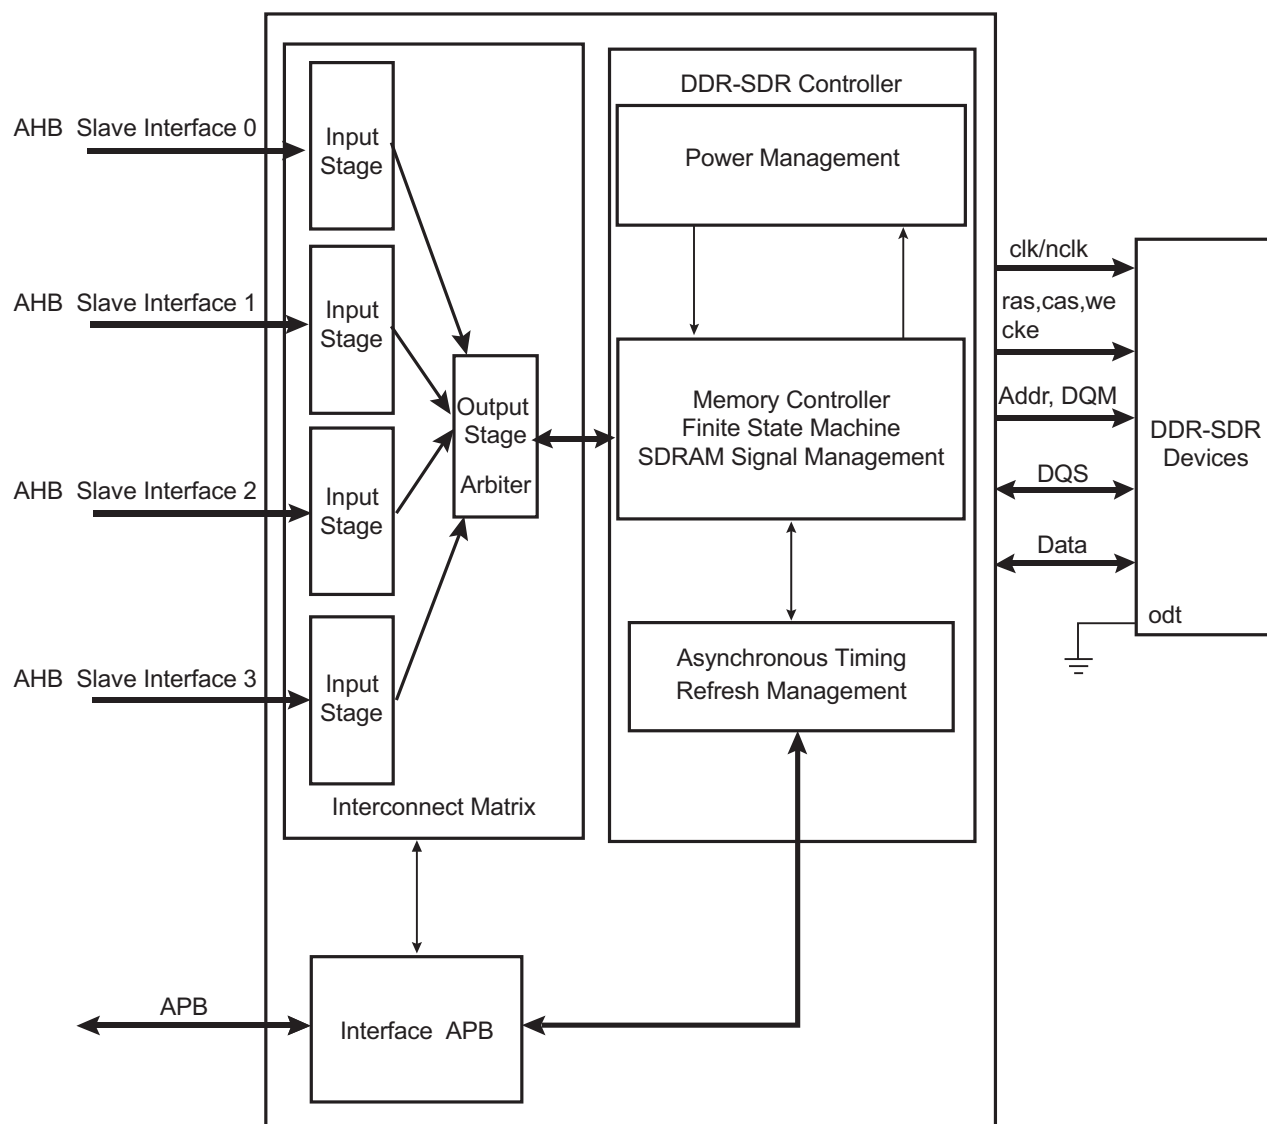 AHB Slave Interface 0
AHB Slave Interface 1
AHB Slave Interface 2
AHB Slave Interface 3
Input
Stage
Input
Stage
Input
Stage
Input
Stage
Output
Stage
Arbiter
Interconnect Matrix
DDR-SDR Controller
Power Management
Memory Controller
Finite State Machine
SDRAM Signal Management
Asynchronous Timing
Refresh Management
clk/nclk
ras,cas,we
cke
Addr, DQM
DQS
Data
DDR-SDR
Devices
odt
APB
Interface APB